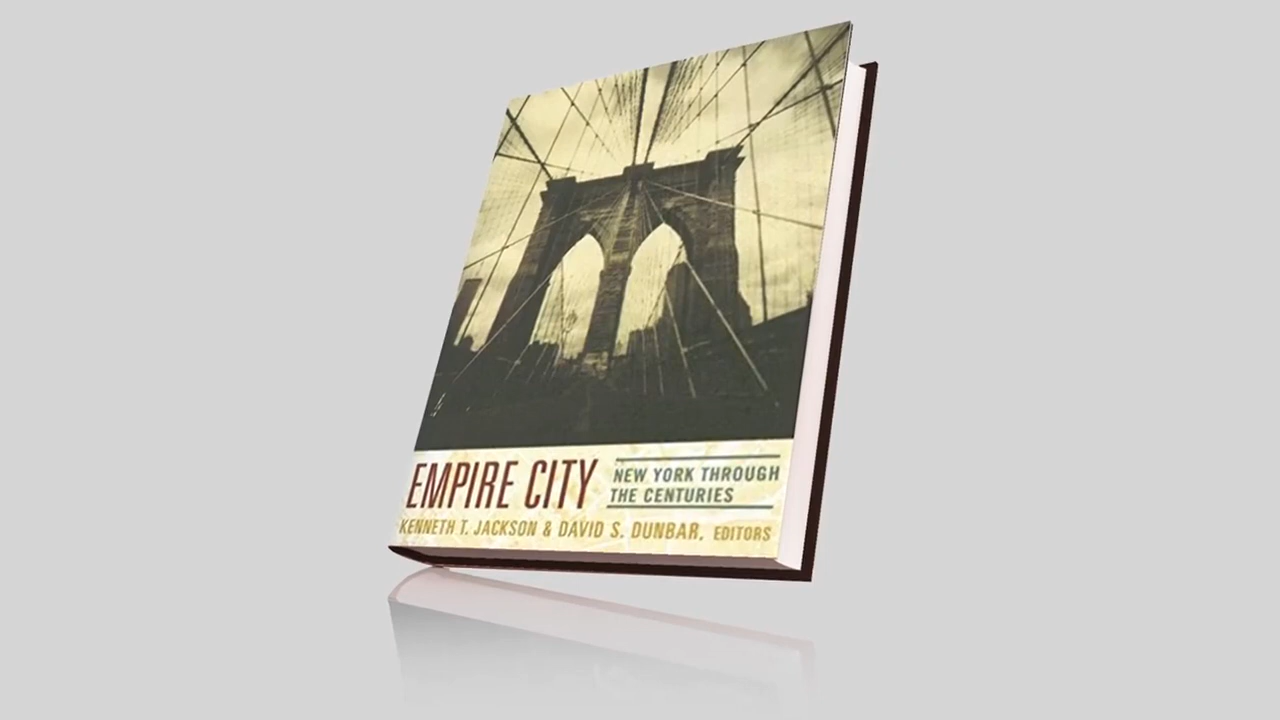 EMPIRE CITY
NEW YORK THROUGH
THE CENTURIES
KENNETH T. JACKSON & DAVID S. DUNBAR, EDITORS